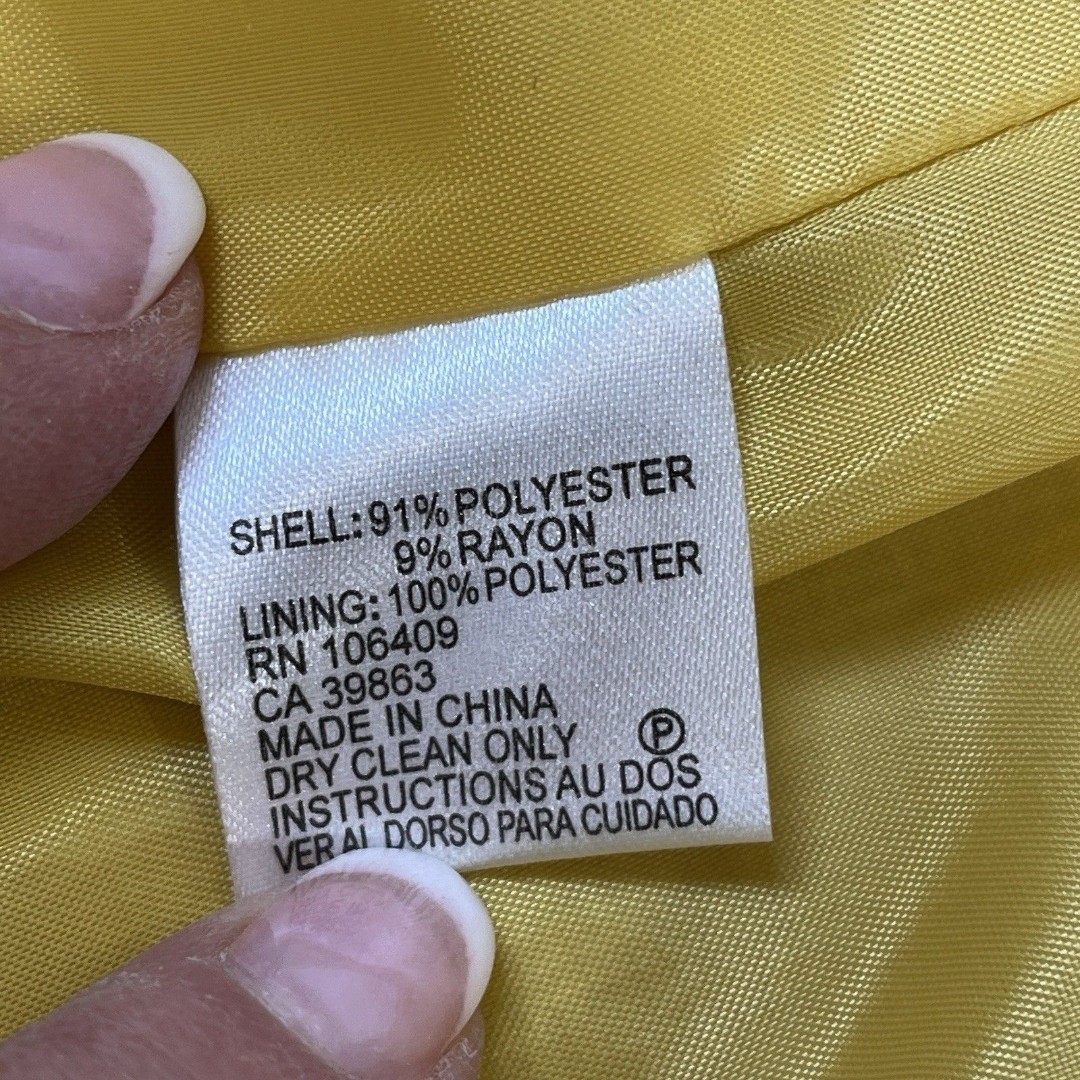 SHELL: 91% POLYESTER
9% RAYON
LINING: 100% POLYESTER
RN 106409
CA 39863
MADE IN CHINA
DRY CLEAN ONLY Ⓟ
INSTRUCTIONS AU DOS
VER AL DORSO PARA CUIDADO